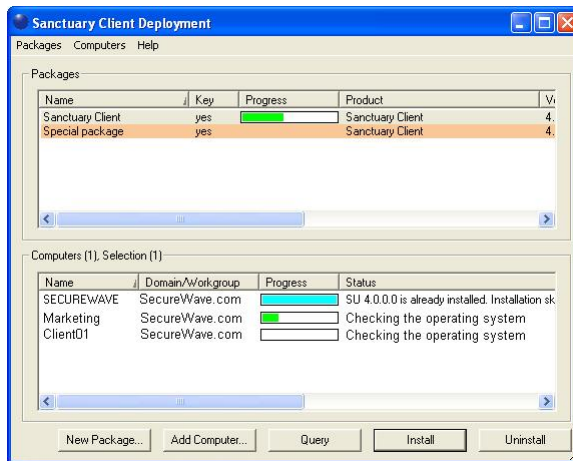 Sanctuary Client Deployment
Packages Computers Help
Packages
Name Key Progress Product
Sanctuary Client yes Sanctuary Client 4.
Special package yes Sanctuary Client 4.
Computers (1), Selection (1)
Name Domain/Workgroup Progress Status
SECUREWAVE SecureWave.com SU 4.0.0.0 is already installed. Installation sk
Marketing SecureWave.com Checking the operating system
Client01 SecureWave.com Checking the operating system
New Package... Add Computer... Query Install Uninstall